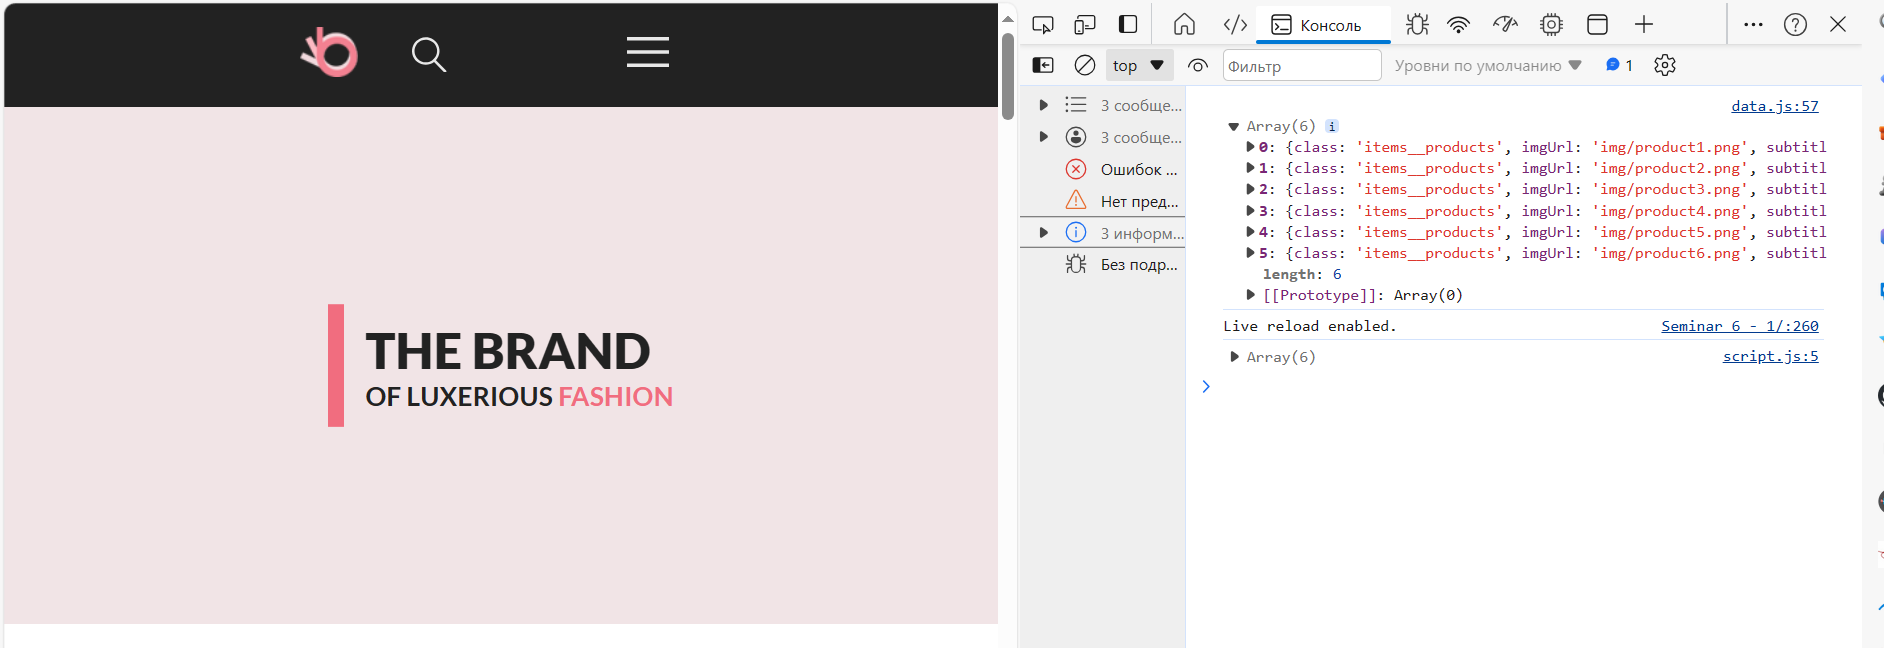 THE BRAND
OF LUXERIOUS FASHION
Консоль
top
Фильтр
Уровни по умолчанию
1
3 сообще...
3 сообще...
Ошибок ...
Нет пред...
3 информ...
Без подр...
data.js:57
Array(6) i
0: {class: 'items__products', imgUrl: 'img/product1.png', subtitl
1: {class: 'items__products', imgUrl: 'img/product2.png', subtitl
2: {class: 'items__products', imgUrl: 'img/product3.png', subtitl
3: {class: 'items__products', imgUrl: 'img/product4.png', subtitl
4: {class: 'items__products', imgUrl: 'img/product5.png', subtitl
5: {class: 'items__products', imgUrl: 'img/product6.png', subtitl
length: 6
[[Prototype]]: Array(0)
Live reload enabled. Seminar 6 - 1/:260
Array(6) script.js:5